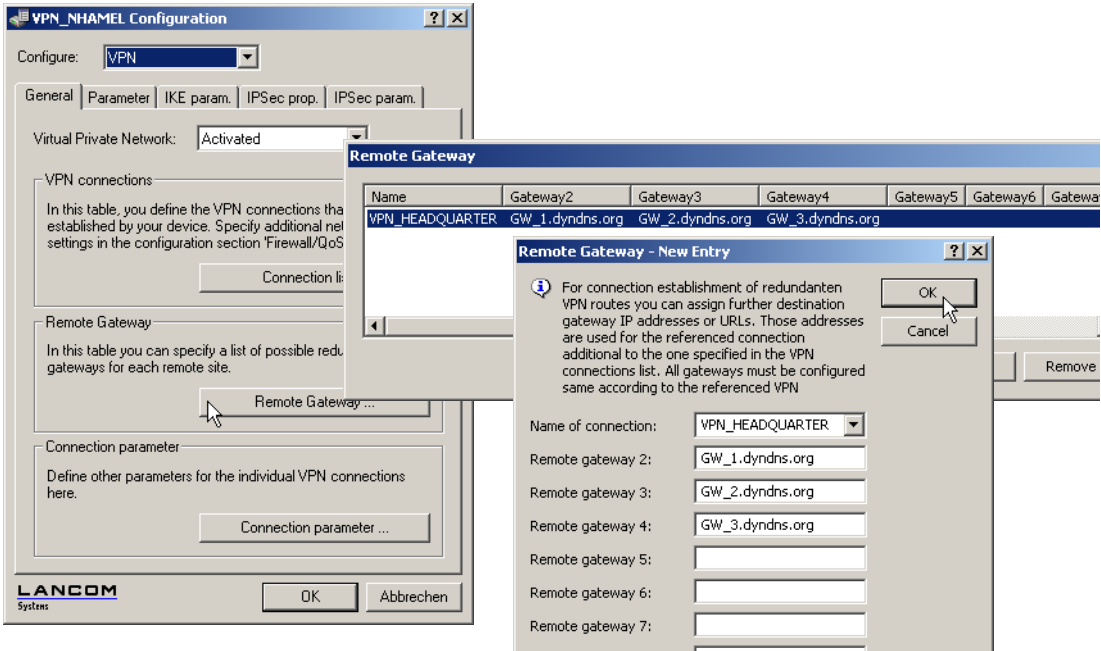 VPN_NHAMEL Configuration
Configure: VPN
General Parameter IKE param. IPSec prop. IPSec param.
Virtual Private Network: Activated
VPN connections
In this table, you define the VPN connections tha
established by your device. Specify additional net
settings in the configuration section 'Firewall/QoS
Connection li
Remote Gateway
In this table you can specify a list of possible redu
gateways for each remote site.
Remote Gateway ...
Connection parameter
Define other parameters for the individual VPN connections
here.
Connection parameter ...
LANCOM
Systems
OK Abbrechen
Remote Gateway
Name Gateway2 Gateway3 Gateway4 Gateway5 Gateway6 Gatewa
VPN_HEADQUARTER GW_1.dyndns.org GW_2.dyndns.org GW_3.dyndns.org
Remove
Remote Gateway - New Entry
For connection establishment of redundanten
VPN routes you can assign further destination
gateway IP addresses or URLs. Those addresses
are used for the referenced connection
additional to the one specified in the VPN
connections list. All gateways must be configured
same according to the referenced VPN
OK
Cancel
Name of connection: VPN_HEADQUARTER
Remote gateway 2: GW_1.dyndns.org
Remote gateway 3: GW_2.dyndns.org
Remote gateway 4: GW_3.dyndns.org
Remote gateway 5:
Remote gateway 6:
Remote gateway 7: